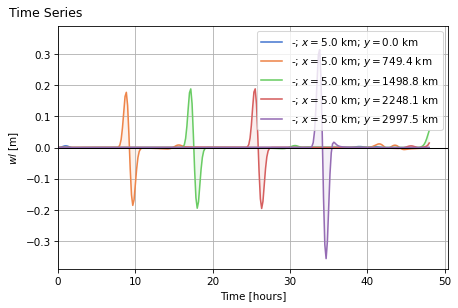 Time Series
-; x = 5.0 km; y = 0.0 km
-; x = 5.0 km; y = 749.4 km
-; x = 5.0 km; y = 1498.8 km
-; x = 5.0 km; y = 2248.1 km
-; x = 5.0 km; y = 2997.5 km
0.3
0.2
0.1
0.0
−0.1
−0.2
−0.3
wl [m]
0 10 20 30 40 50
Time [hours]